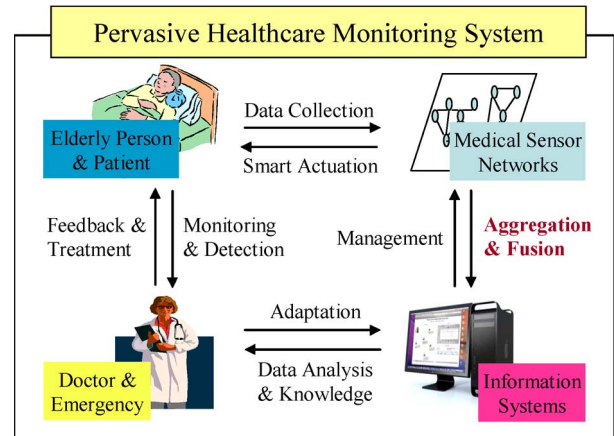 Pervasive Healthcare Monitoring System
Elderly Person
& Patient
Data Collection
Smart Actuation
Medical Sensor
Networks
Feedback &
Treatment
Monitoring
& Detection
Management
Aggregation
& Fusion
Doctor &
Emergency
Adaptation
Data Analysis
& Knowledge
Information
Systems